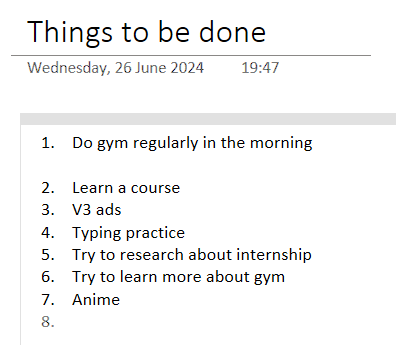 Things to be done
Wednesday, 26 June 2024 19:47
1. Do gym regularly in the morning
2. Learn a course
3. V3 ads
4. Typing practice
5. Try to research about internship
6. Try to learn more about gym
7. Anime
8.